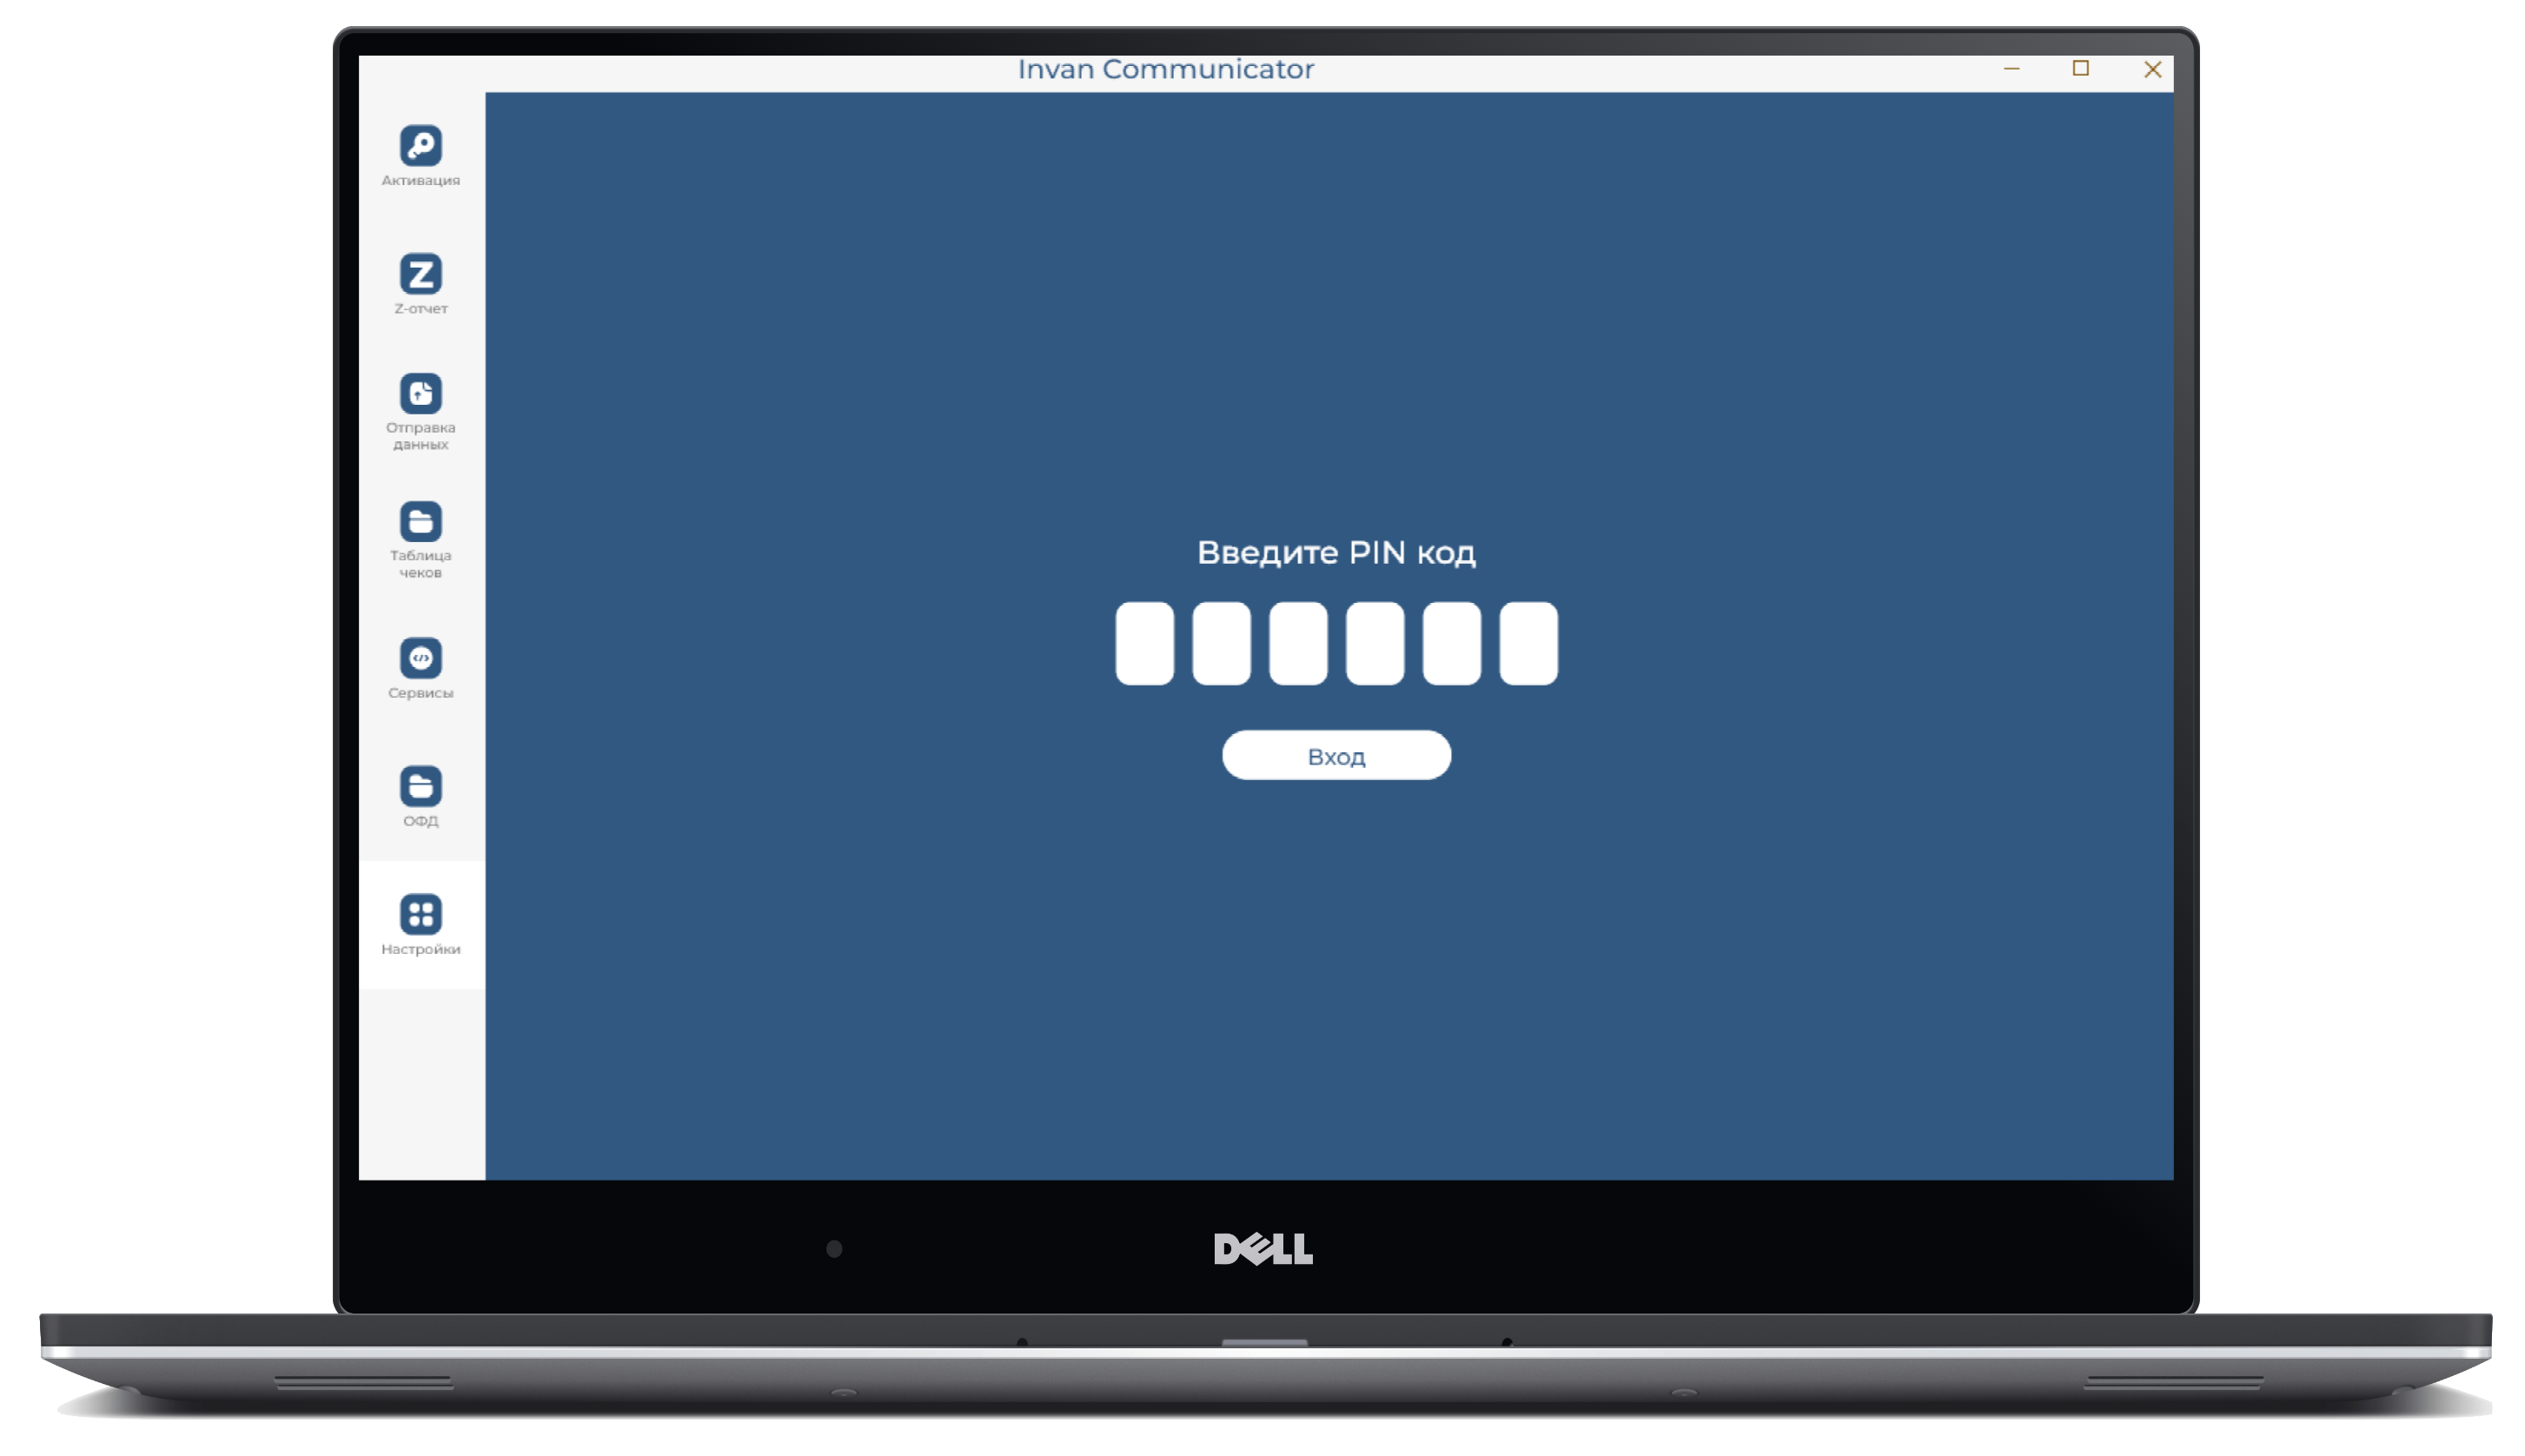 Invan Communicator
Активация
Z
Z-отчет
Отправка
данных
Таблица
чеков
Сервисы
ОФД
Настройки
Введите PIN код
Вход
DELL